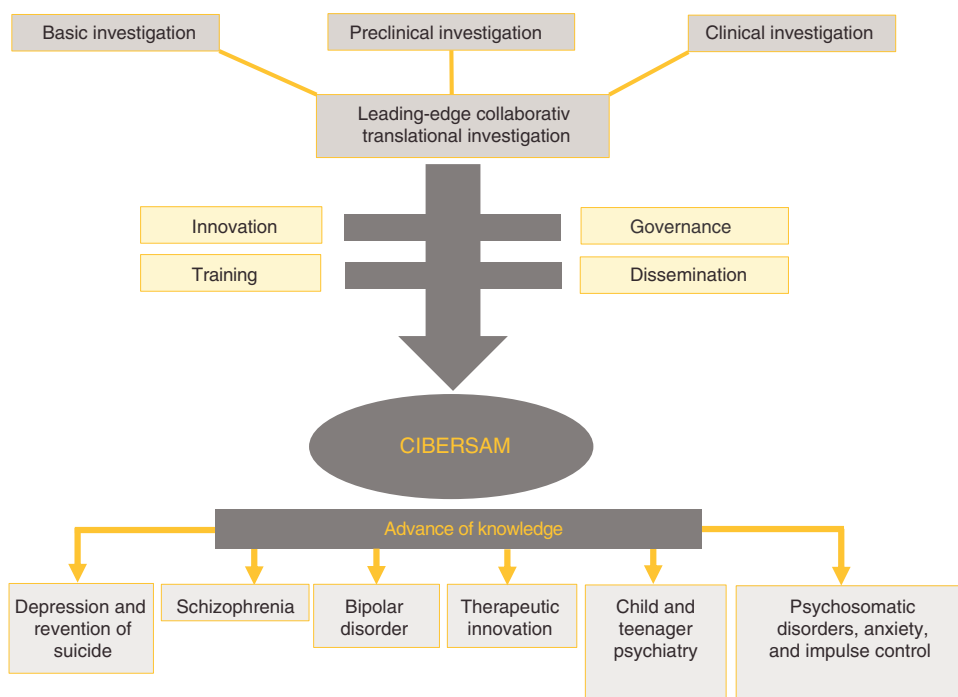 Basic investigation
Preclinical investigation
Clinical investigation
Leading-edge collaborativ
translational investigation
Innovation
Governance
Training
Dissemination
CIBERSAM
Advance of knowledge
Depression and
revention of
suicide
Schizophrenia
Bipolar
disorder
Therapeutic
innovation
Child and
teenager
psychiatry
Psychosomatic
disorders, anxiety,
and impulse control